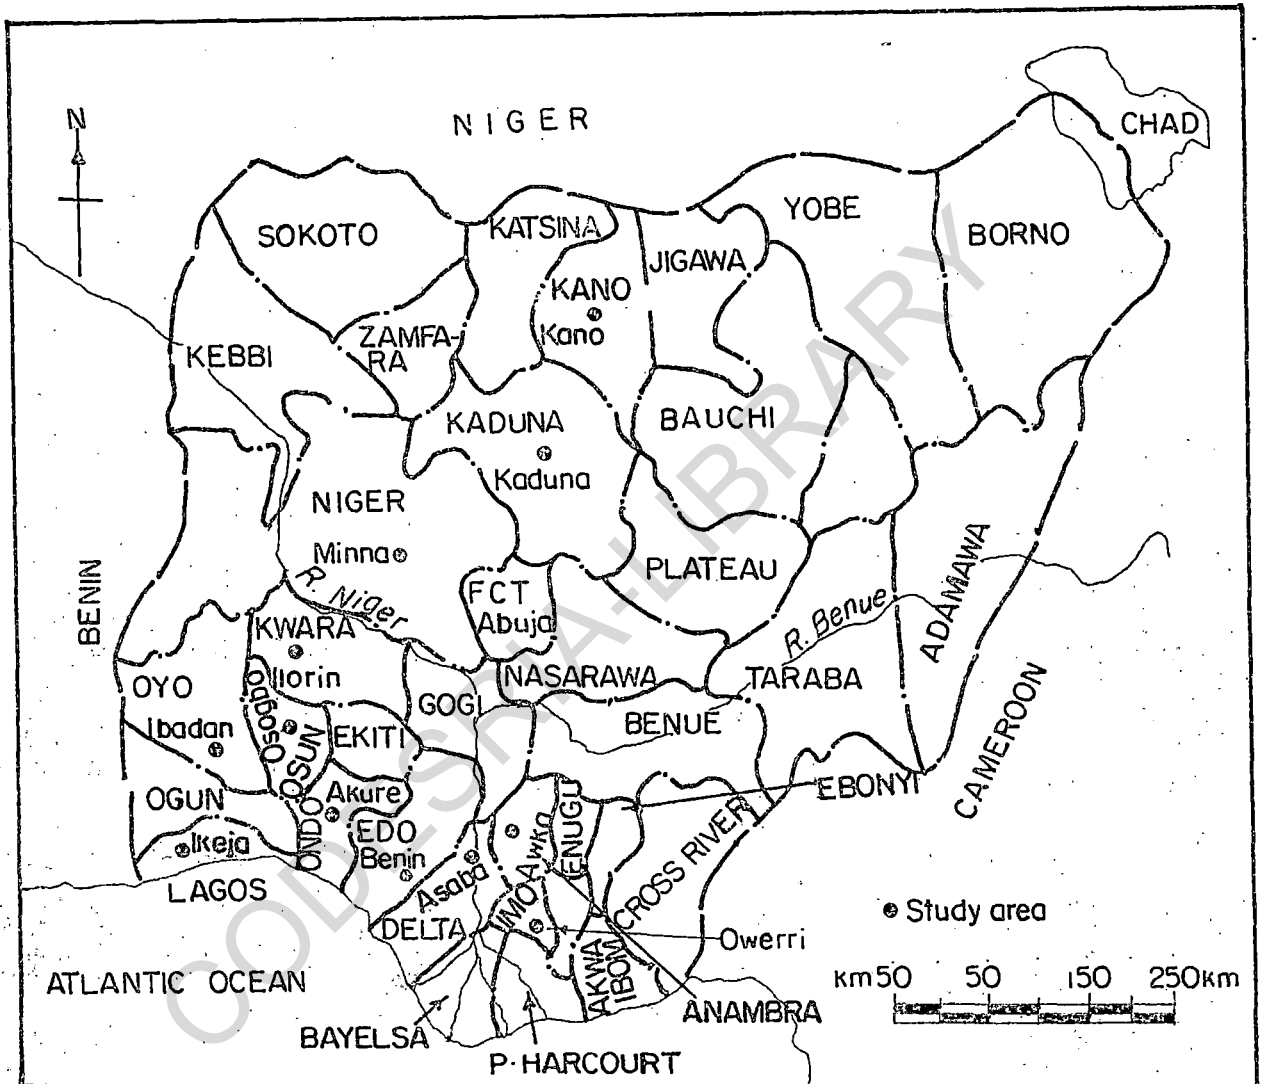 NIGER
N
CHAD
SOKOTO
KATSINA
YOBE
BORNO
JIGAWA
KANO
Kano
ZAMFA-
RA
KEBBI
KADUNA
Kaduna
BAUCHI
NIGER
Minna
R. Niger
BENIN
FCT
Abuja
PLATEAU
ADAMAWA
R. Benue
KWARA
Ilorin
OYO
Ibadan
Osogbo
OSUN
EKITI
GOGI
NASARAWA
TARABA
BENUE
CAMEROON
OGUN
Ikeja
LAGOS
ONDO
Akure
EDO
Benin
Asaba
DELTA
Awka
ENUGU
EBONYI
CROSS RIVER
IMO
Owerri
AKWA
IBOM
ANAMBRA
BAYELSA
P·HARCOURT
ATLANTIC OCEAN
Study area
Km50 50 150 250Km
CODESRIA-LIBRARY